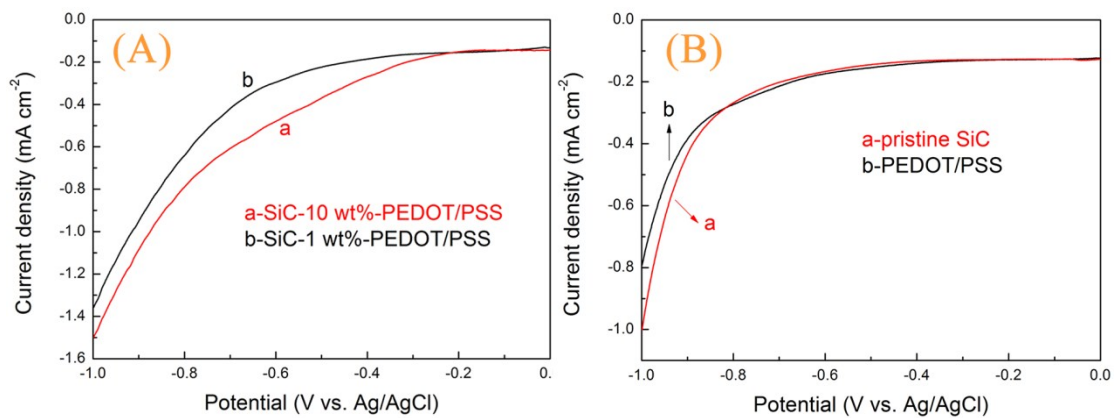 (A)
Current density (mA cm⁻²)
0.0
-0.2
-0.4
-0.6
-0.8
-1.0
-1.2
-1.4
-1.6
b
a
a-SiC-10 wt%-PEDOT/PSS
b-SiC-1 wt%-PEDOT/PSS
-1.0 -0.8 -0.6 -0.4 -0.2 0.
Potential (V vs. Ag/AgCl)
(B)
Current density (mA cm⁻²)
0.0
-0.2
-0.4
-0.6
-0.8
-1.0
b
a
a-pristine SiC
b-PEDOT/PSS
-1.0 -0.8 -0.6 -0.4 -0.2 0.0
Potential (V vs. Ag/AgCl)